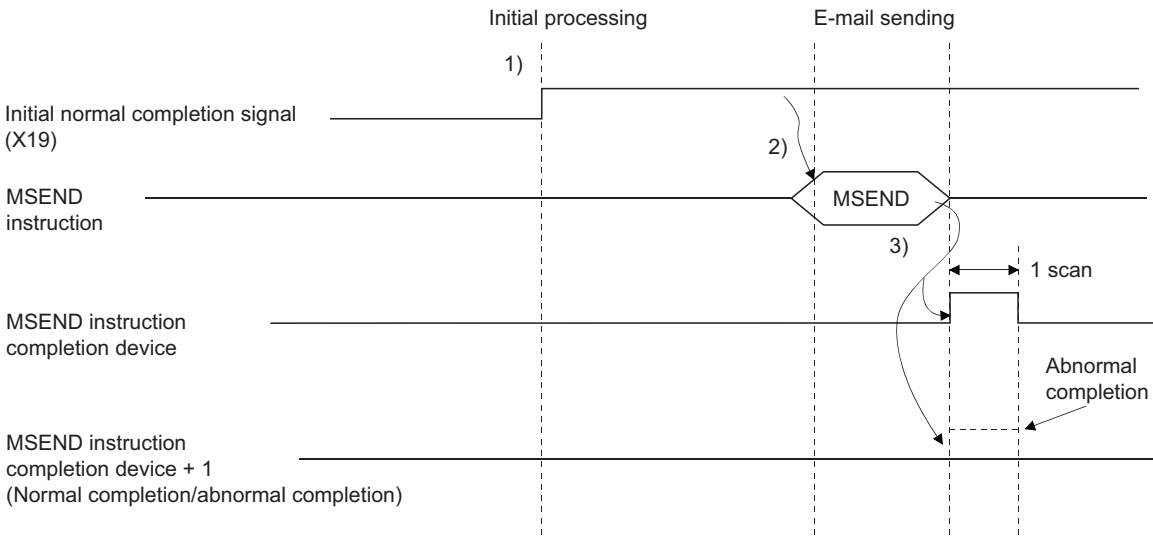 Initial processing
E-mail sending
1)
Initial normal completion signal
(X19)
2)
MSEND
instruction
MSEND
3)
1 scan
MSEND instruction
completion device
Abnormal
completion
MSEND instruction
completion device + 1
(Normal completion/abnormal completion)